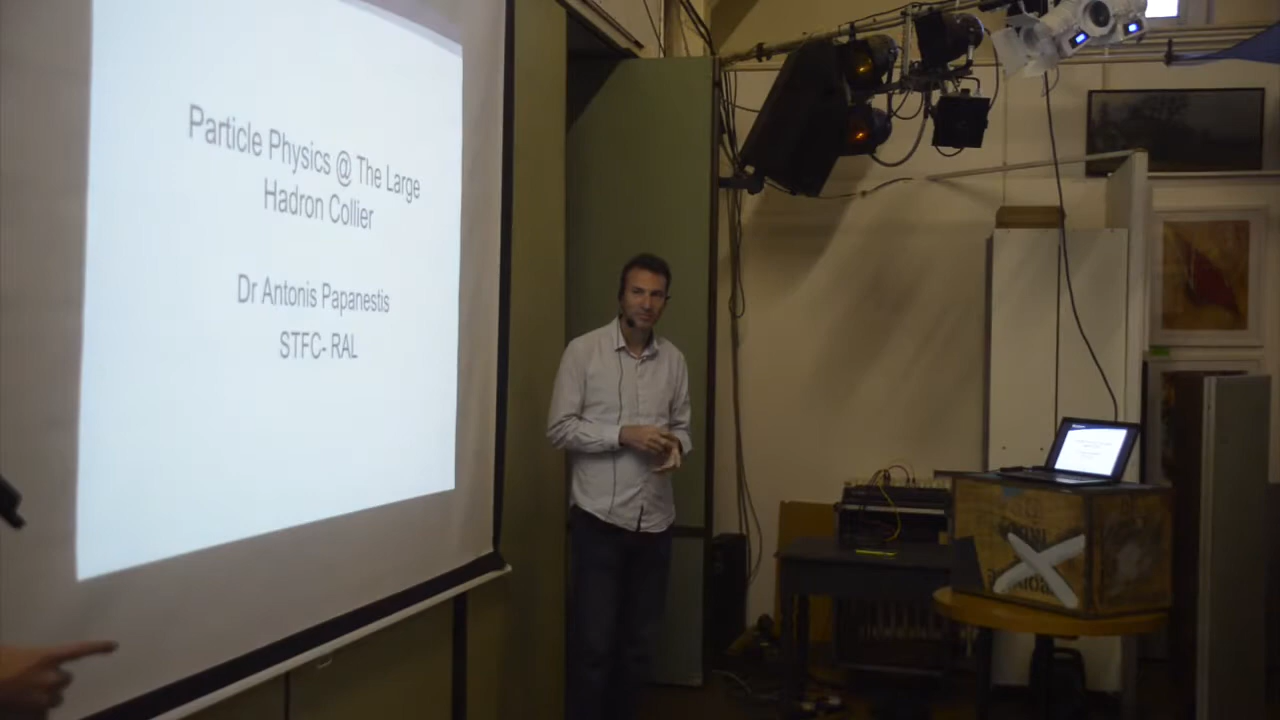 Particle Physics @ The Large
Hadron Collier
Dr Antonis Papanestis
STFC- RAL